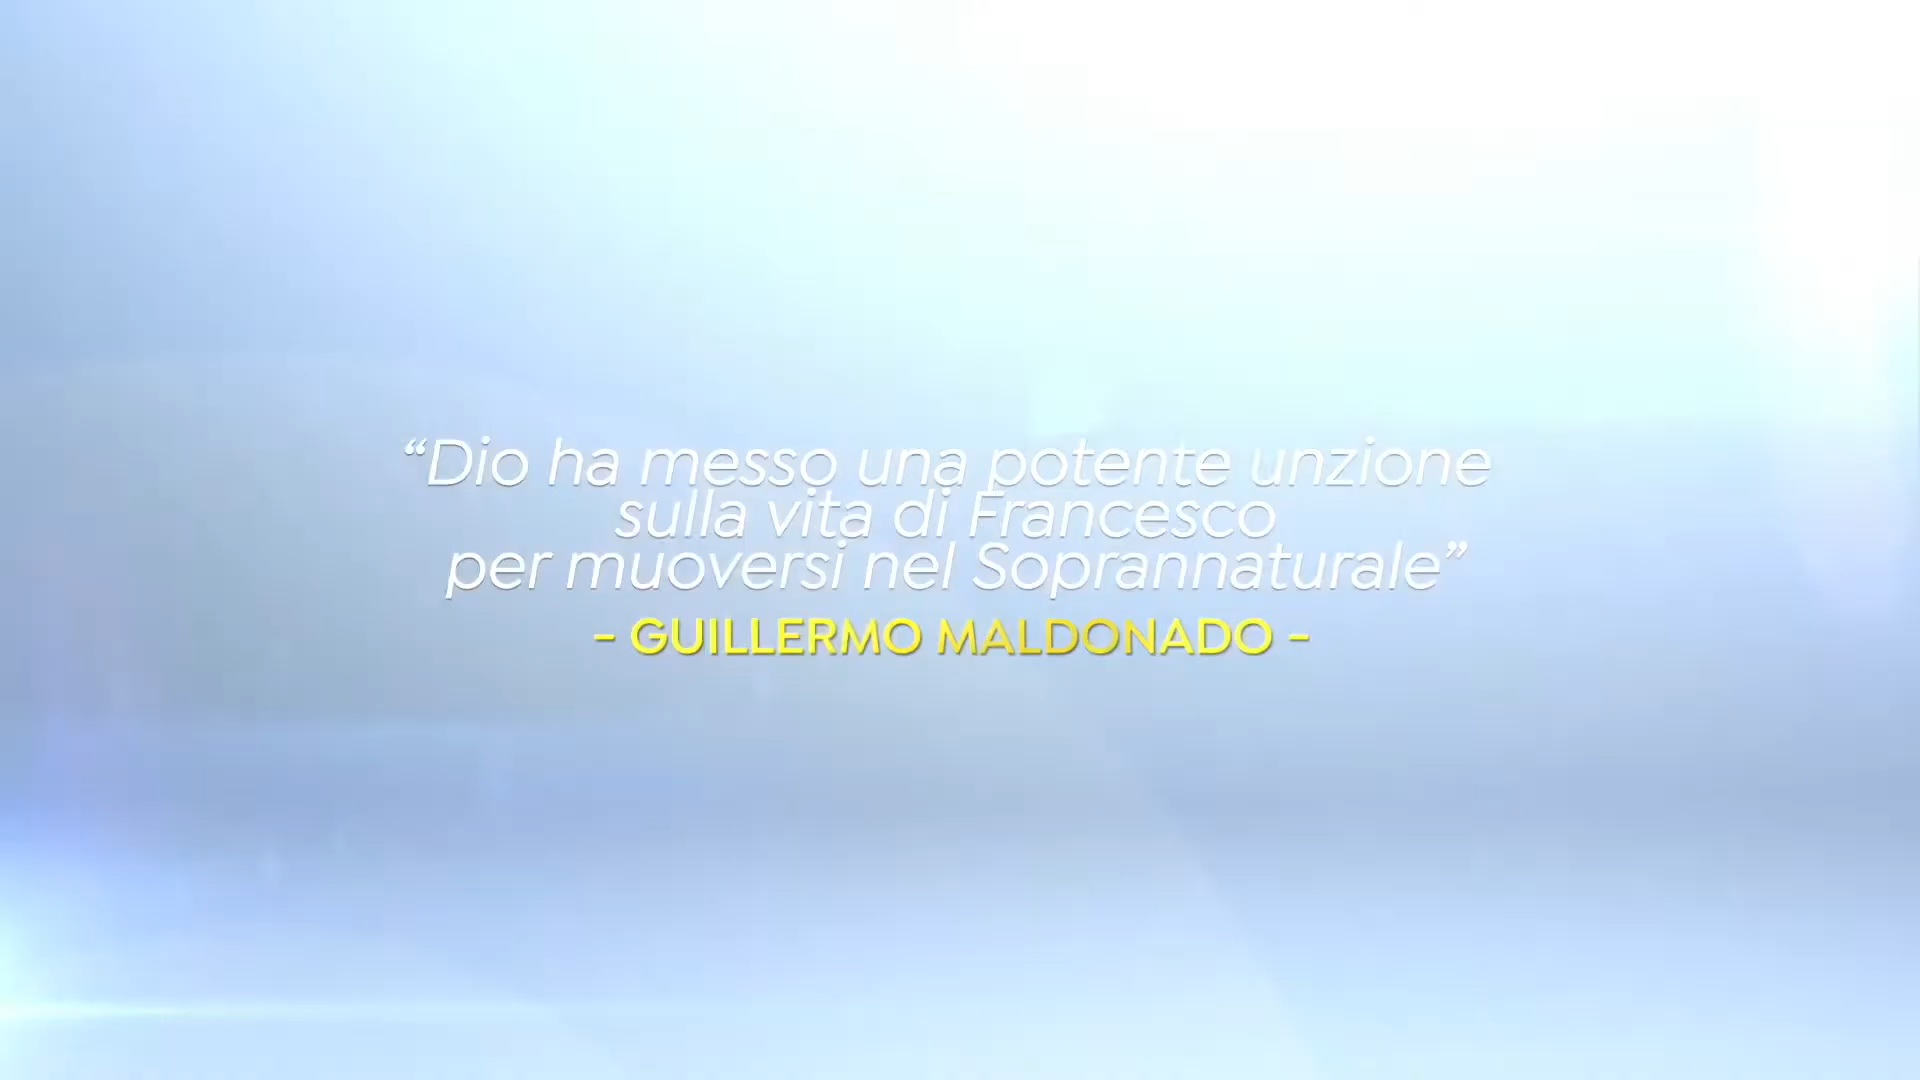 “Dio ha messo una potente unzione
sulla vita di Francesco
per muoversi nel Soprannaturale”
- GUILLERMO MALDONADO -